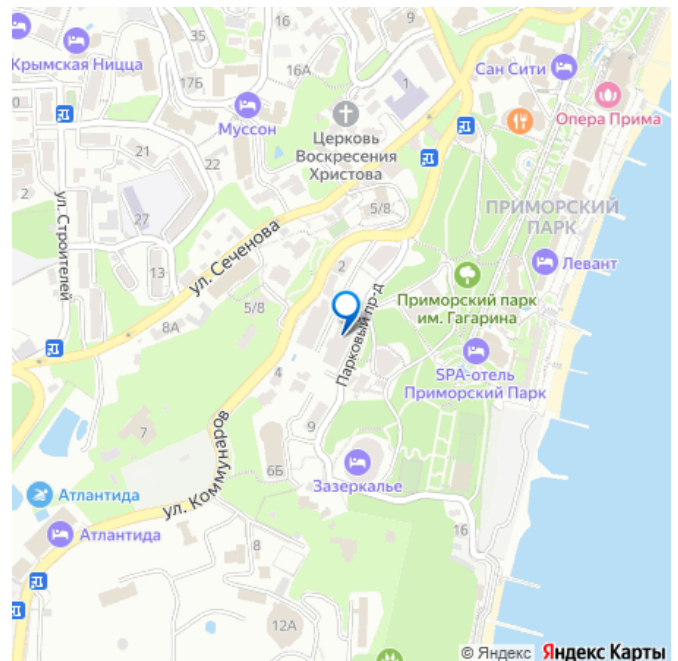 16
9
35
Крымская Ницца
17Б
16А
1
Сан Сити
Муссон
Опера Прима
Церковь
Воскресения
Христова
21
22
2
ул. Строителей
27
5/8
ПРИМОРСКИЙ
ПАРК
ул. Сеченова
13
2
Левант
Приморский парк
им. Гагарина
5/8
8А
Парковый пр-д
SPA-отель
Приморский Парк
4
7
9
ул. Коммунаров
6Б
Зазеркалье
Атлантида
16
Атлантида
8
12А
© Яндекс Яндекс Карты